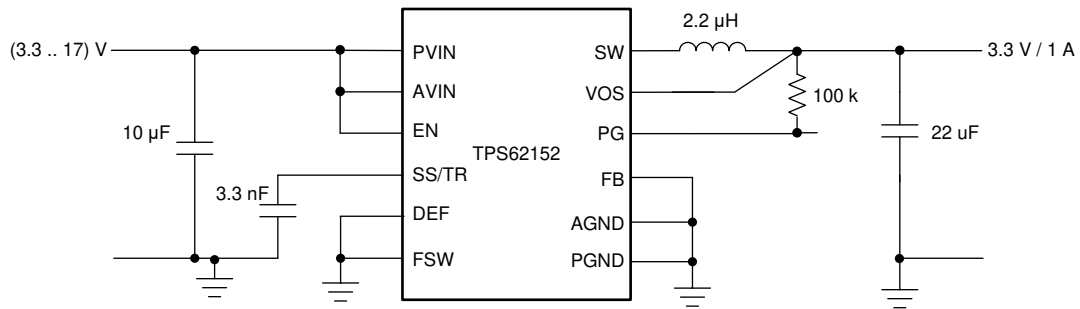 2.2 µH
(3.3 .. 17) V
PVIN
SW
3.3 V / 1 A
AVIN
VOS
100 k
10 µF
EN
PG
22 uF
TPS62152
SS/TR
FB
3.3 nF
DEF
AGND
FSW
PGND